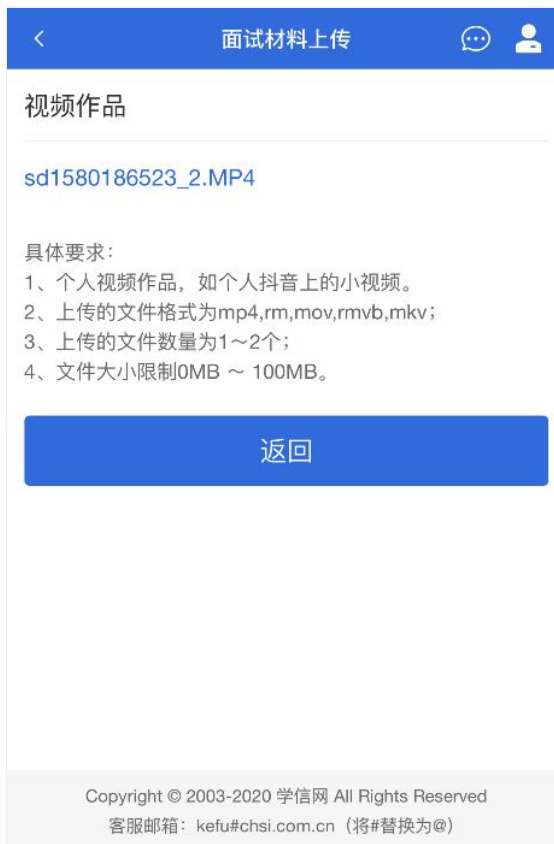 面试材料上传
视频作品
sd1580186523_2.MP4
具体要求：
1、个人视频作品，如个人抖音上的小视频。
2、上传的文件格式为mp4,rm,mov,rmvb,mkv；
3、上传的文件数量为1～2个；
4、文件大小限制0MB ～ 100MB。
返回
Copyright © 2003-2020 学信网 All Rights Reserved
客服邮箱：kefu#chsi.com.cn（将#替换为@）